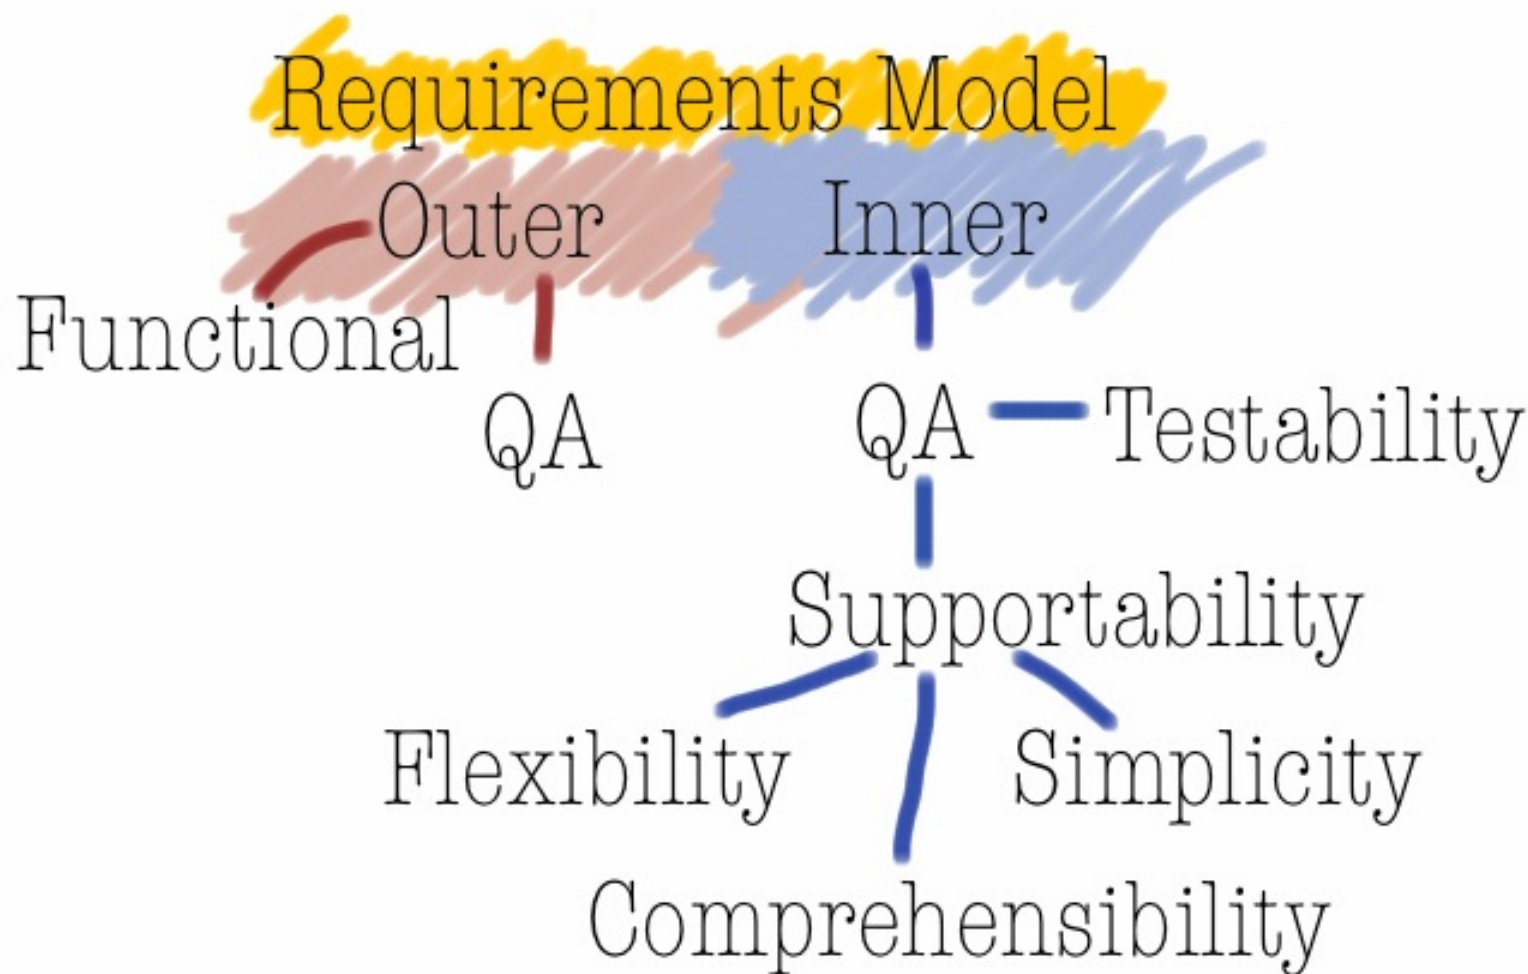 Requirements Model
Outer Inner
Functional
QA QA Testability
Supportability
Flexibility Simplicity
Comprehensibility